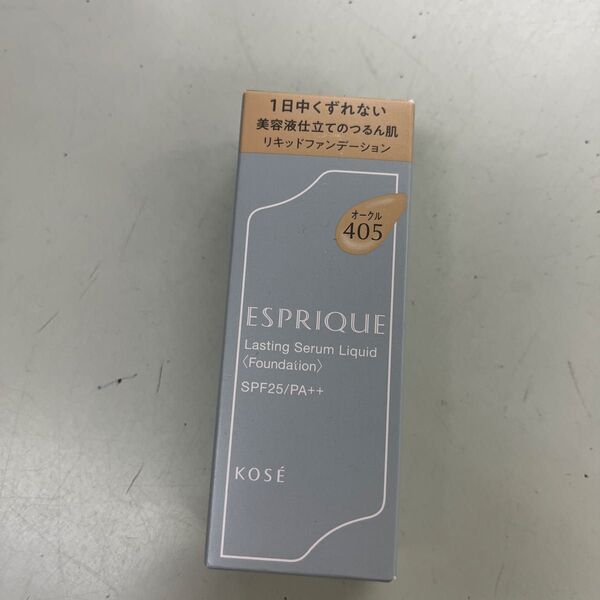 1日中くずれない
美容液仕立てのつるん肌
リキッドファンデーション
オークル
405
ESPRIQUE
Lasting Serum Liquid
〈Foundation〉
SPF25/PA++
KOSÉ